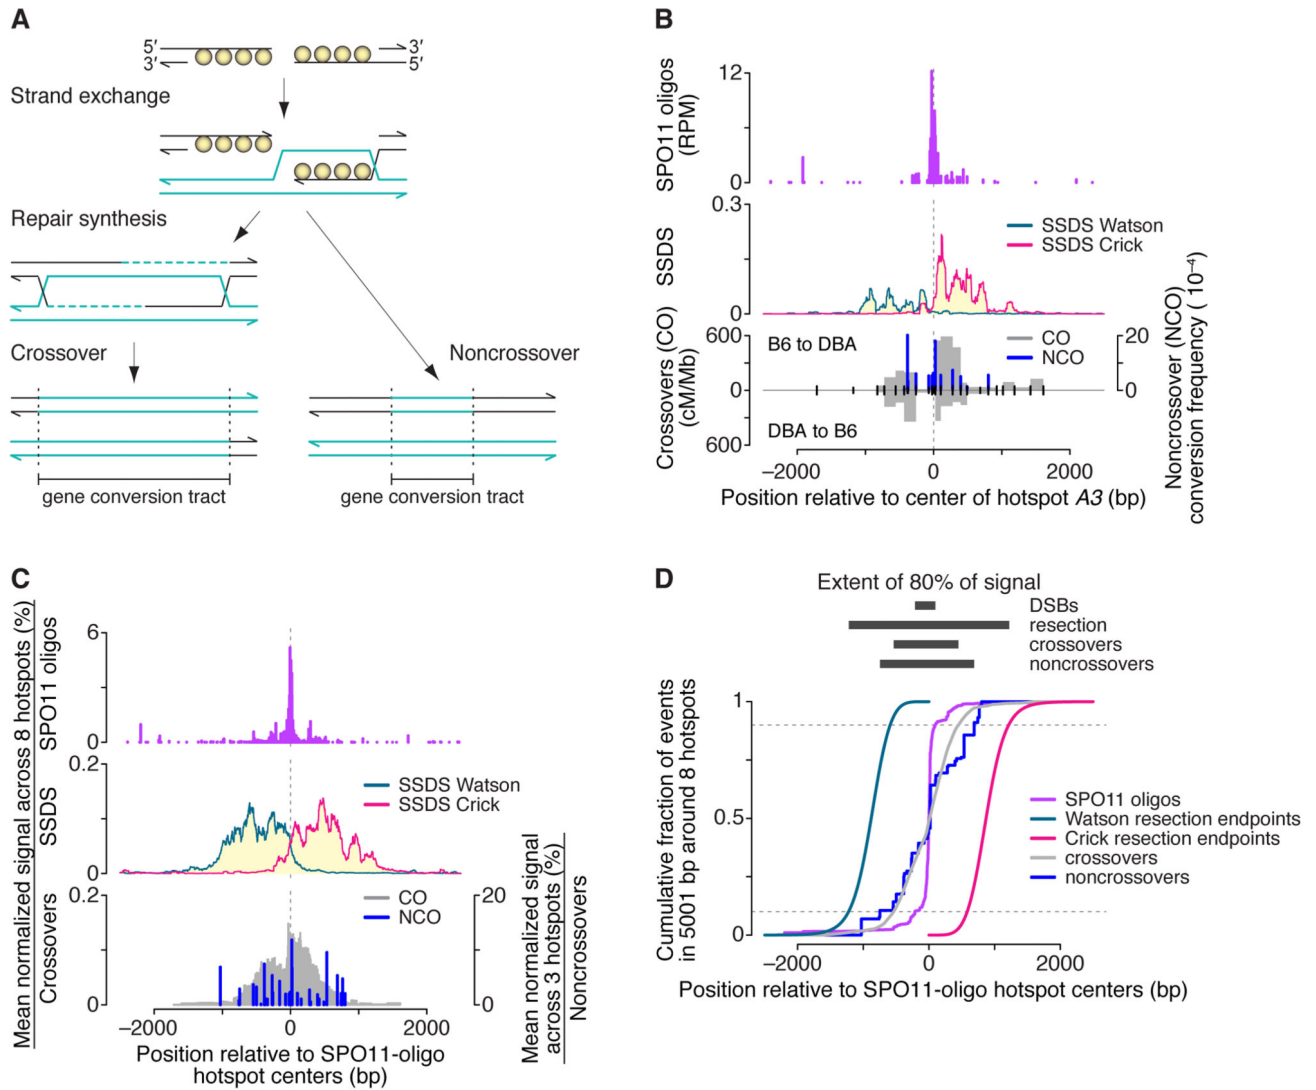 A
5′
3′
3′
5′
Strand exchange
Repair synthesis
Crossover
Noncrossover
gene conversion tract
gene conversion tract
B
SPO11 oligos
(RPM)
12
0
SSDS
0.3
0
SSDS Watson
SSDS Crick
Crossovers (CO)
(cM/Mb)
600
0
600
B6 to DBA
DBA to B6
CO
NCO
20
0
Noncrossover (NCO)
conversion frequency ( 10⁻⁴)
−2000
0
2000
Position relative to center of hotspot A3 (bp)
C
Mean normalized signal across 8 hotspots (%)
SPO11 oligos
6
0
SSDS
0.2
0
SSDS Watson
SSDS Crick
Crossovers
0.2
0
CO
NCO
20
0
Mean normalized signal
across 3 hotspots (%)
Noncrossovers
−2000
0
2000
Position relative to SPO11-oligo
hotspot centers (bp)
D
Extent of 80% of signal
DSBs
resection
crossovers
noncrossovers
Cumulative fraction of events
in 5001 bp around 8 hotspots
1
0.5
0
SPO11 oligos
Watson resection endpoints
Crick resection endpoints
crossovers
noncrossovers
−2000
0
2000
Position relative to SPO11-oligo hotspot centers (bp)